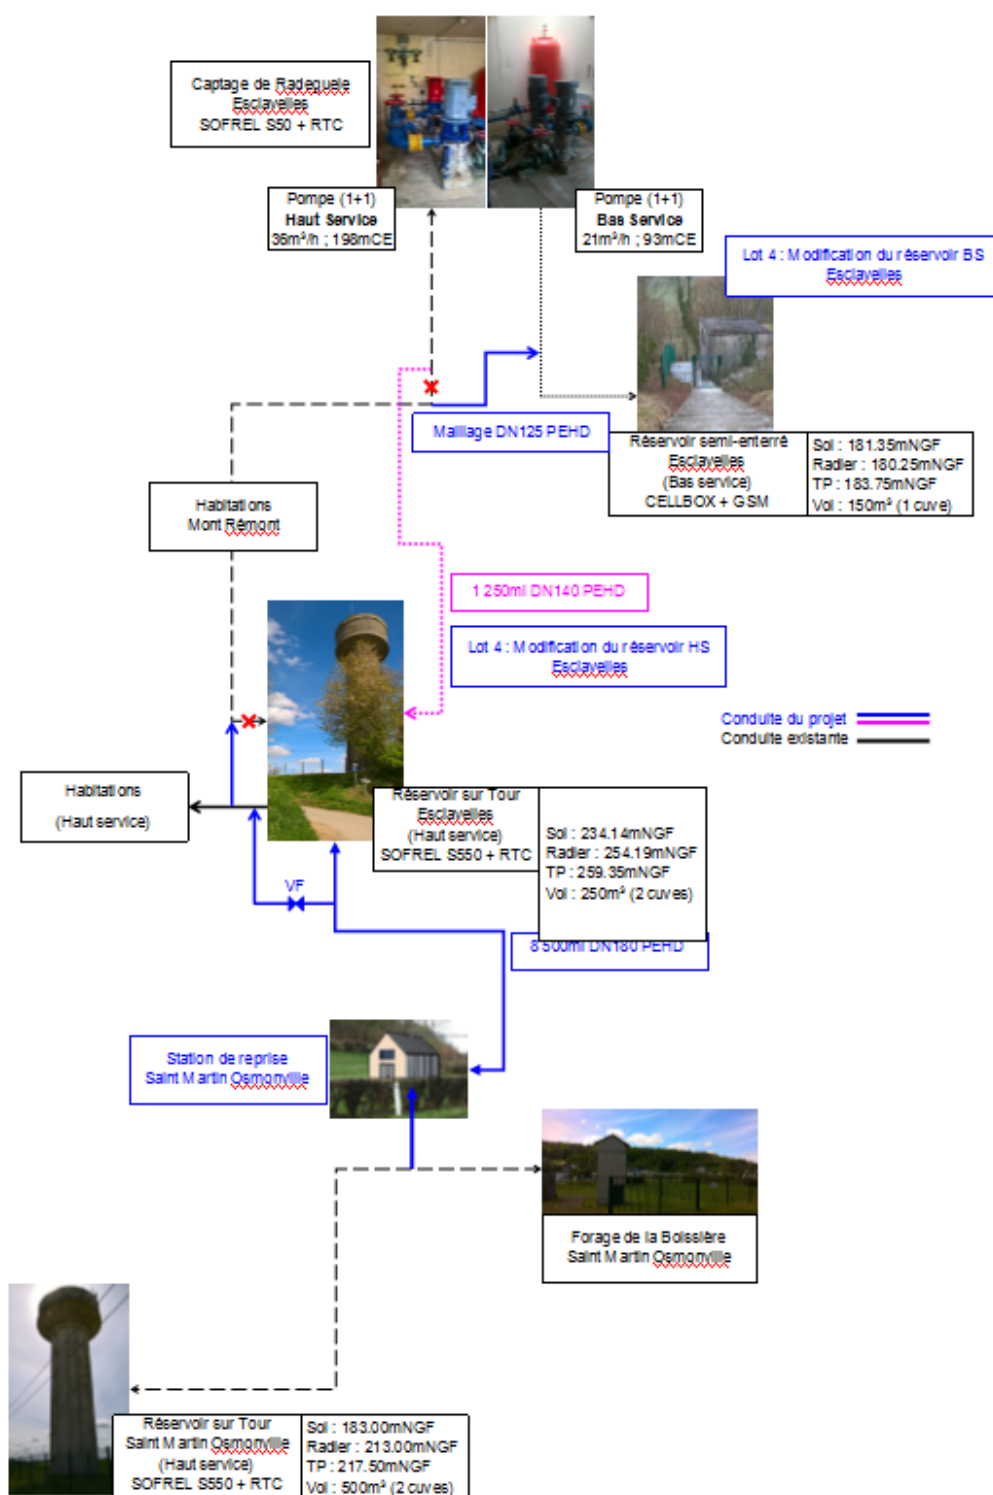 Captage de Radeguele
Esclavelles
SOFREL S50 + RTC
Pompe (1+1)
Haut Service
36m³/h ; 198mCE
Pompe (1+1)
Bas Service
21m³/h ; 93mCE
Lot 4 : Modification du réservoir BS
Esclavelles
Maillage DN125 PEHD
Réservoir semi-enterré
Esclavelles
(Bas service)
CELLBOX + GSM
Sol : 181.35mNGF
Radier : 180.25mNGF
TP : 183.75mNGF
Vol : 150m³ (1 cuve)
Habitations
Mont Rémont
1 250ml DN140 PEHD
Lot 4 : Modification du réservoir HS
Esclavelles
Conduite du projet
Conduite existante
Habitations
(Haut service)
Réservoir sur Tour
Esclavelles
(Haut service)
SOFREL S550 + RTC
Sol : 234.14mNGF
Radier : 254.19mNGF
TP : 259.35mNGF
Vol : 250m³ (2 cuves)
VF
8 500ml DN180 PEHD
Station de reprise
Saint Martin Osmonville
Forage de la Boissière
Saint Martin Osmonville
Réservoir sur Tour
Saint Martin Osmonville
(Haut service)
SOFREL S550 + RTC
Sol : 183.00mNGF
Radier : 213.00mNGF
TP : 217.50mNGF
Vol : 500m³ (2 cuves)